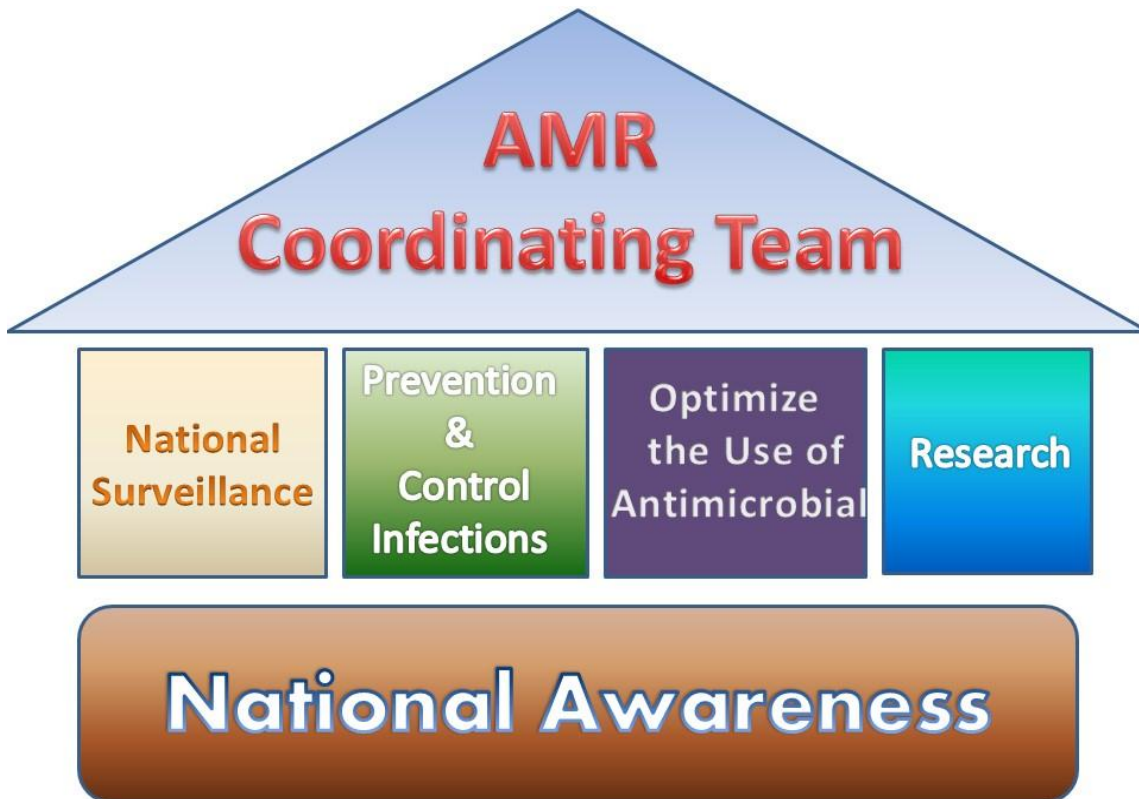 AMR
Coordinating Team
National
Surveillance
Prevention
&
Control
Infections
Optimize
the Use of
Antimicrobial
Research
National Awareness